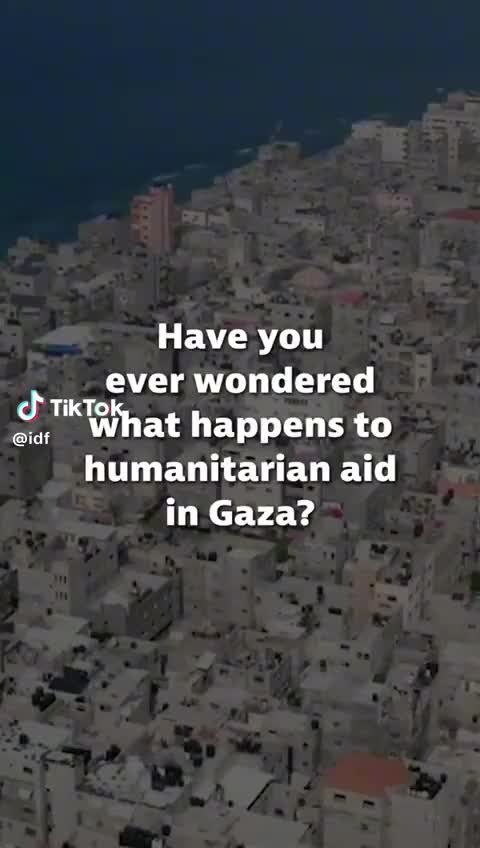 Have you
ever wondered
what happens to
humanitarian aid
in Gaza?
TikTok
@idf